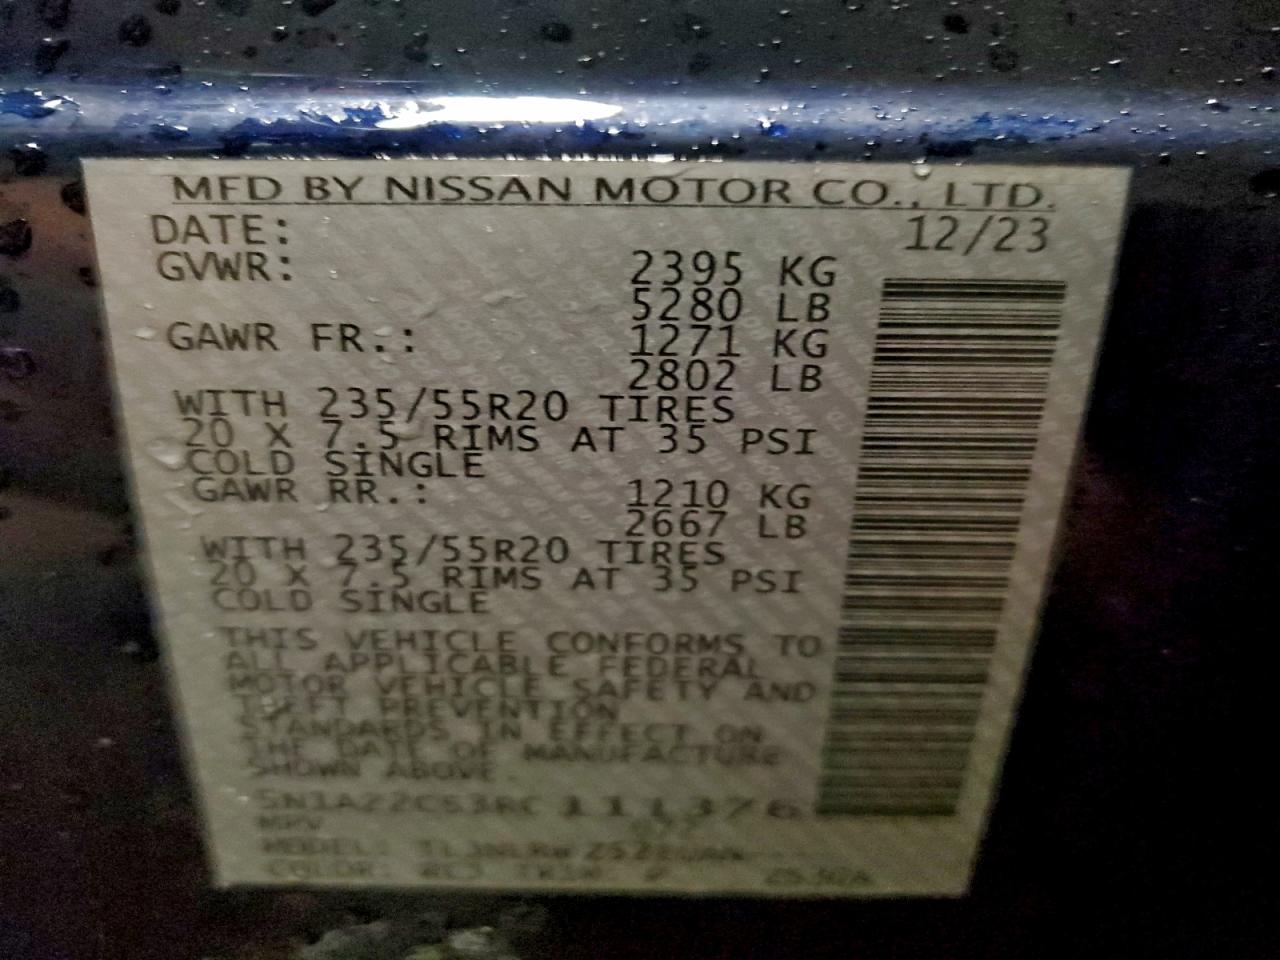 MFD BY NISSAN MOTOR CO., LTD.
DATE: 12/23
GVWR: 2395 KG
5280 LB
GAWR FR.: 1271 KG
2802 LB
WITH 235/55R20 TIRES
20 X 7.5 RIMS AT 35 PSI
COLD SINGLE
GAWR RR.: 1210 KG
2667 LB
WITH 235/55R20 TIRES
20 X 7.5 RIMS AT 35 PSI
COLD SINGLE
THIS VEHICLE CONFORMS TO
ALL APPLICABLE FEDERAL
MOTOR VEHICLE SAFETY AND
THEFT PREVENTION
STANDARDS IN EFFECT ON
THE DATE OF MANUFACTURE
SHOWN ABOVE.
MPV
MODEL:
COLOR: TRIM: